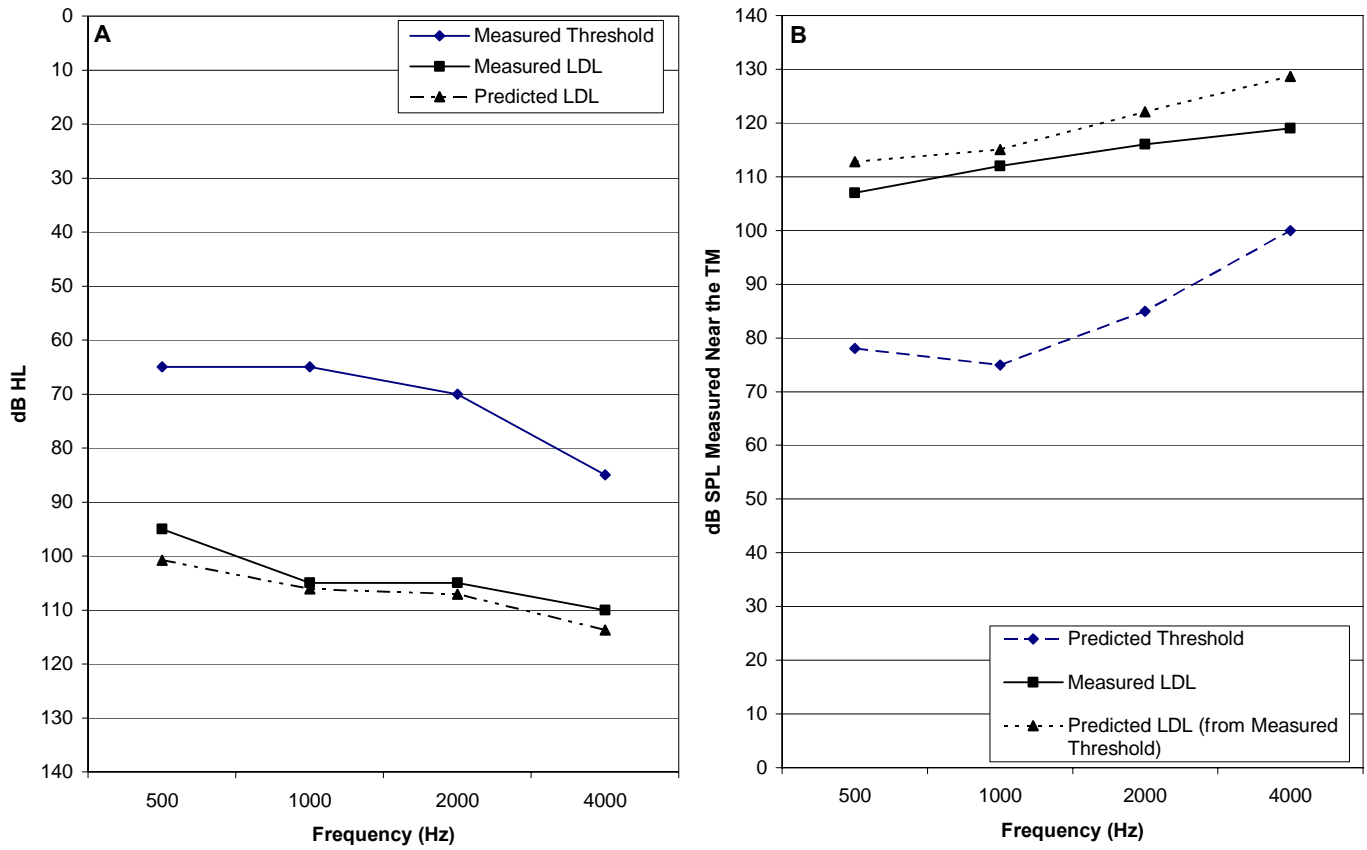 A
Measured Threshold
Measured LDL
Predicted LDL
0
10
20
30
40
50
60
70
80
90
100
110
120
130
140
dB HL
500 1000 2000 4000
Frequency (Hz)
B
140
130
120
110
100
90
80
70
60
50
40
30
20
10
0
dB SPL Measured Near the TM
Predicted Threshold
Measured LDL
Predicted LDL (from Measured
Threshold)
500 1000 2000 4000
Frequency (Hz)